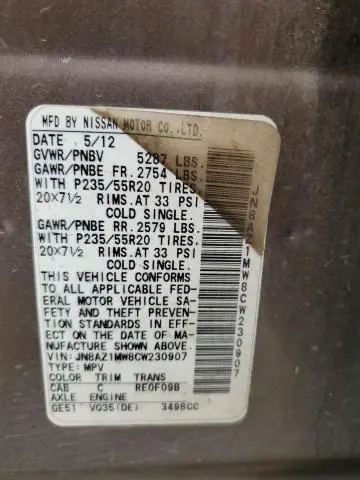 MFD BY NISSAN MOTOR CO.,LTD.
DATE 5/12
GVWR/PNBV 5287 LBS.
GAWR/PNBE FR. 2754 LBS.
WITH P235/55R20 TIRES,
20X7½ RIMS.AT 33 PSI
COLD SINGLE.
GAWR/PNBE RR. 2579 LBS.
WITH P235/55R20 TIRES,
20X7½ RIMS.AT 33 PSI
COLD SINGLE.
THIS VEHICLE CONFORMS
TO ALL APPLICABLE FED-
ERAL MOTOR VEHICLE SA-
FETY AND THEFT
PREVENTION
STANDARDS IN EFF-
ECT ON THE DATE OF MA-
NUFACTURE SHOWN ABOVE
VIN:JN8AZ1MW8CW230907
TYPE: MPV
COLOR TRIM TRANS
CAB C RE0F09B
AXLE ENGINE
GE51 VQ35(DE) 3498CC
JN8AZ1MW8CW230907